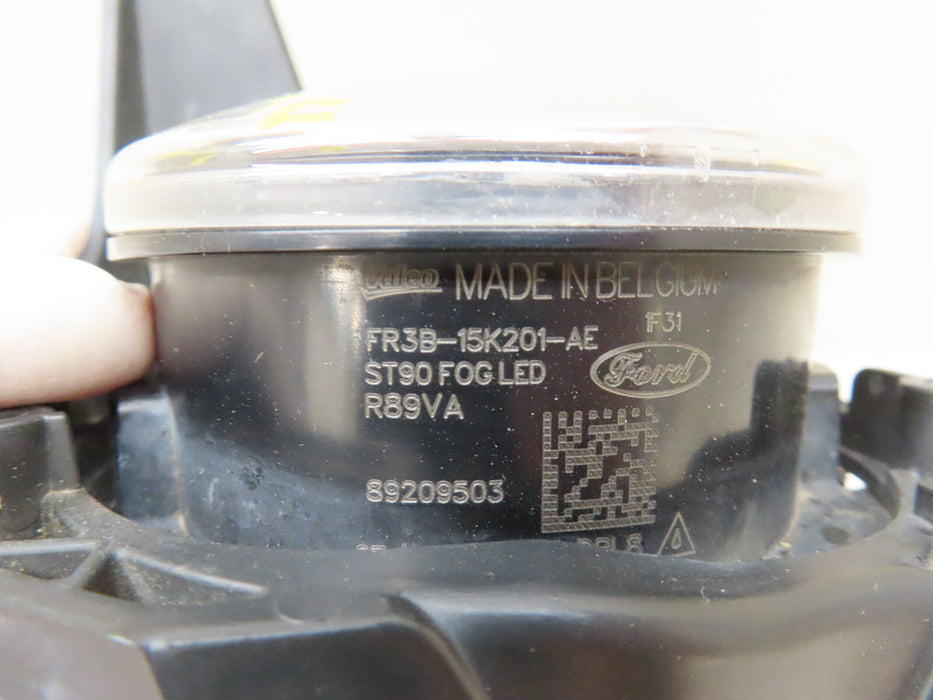 Valeo MADE IN BELGIUM
1F31
FR3B-15K201-AE
ST90 FOG LED
Ford
R89VA
89209503